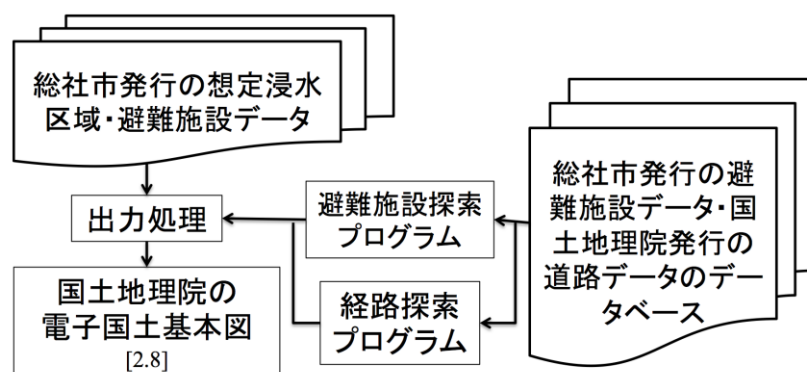 総社市発行の想定浸水
区域・避難施設データ
出力処理
国土地理院の
電子国土基本図
[2.8]
避難施設探索
プログラム
経路探索
プログラム
総社市発行の避
難施設データ・国
土地理院発行の
道路データのデー
タベース